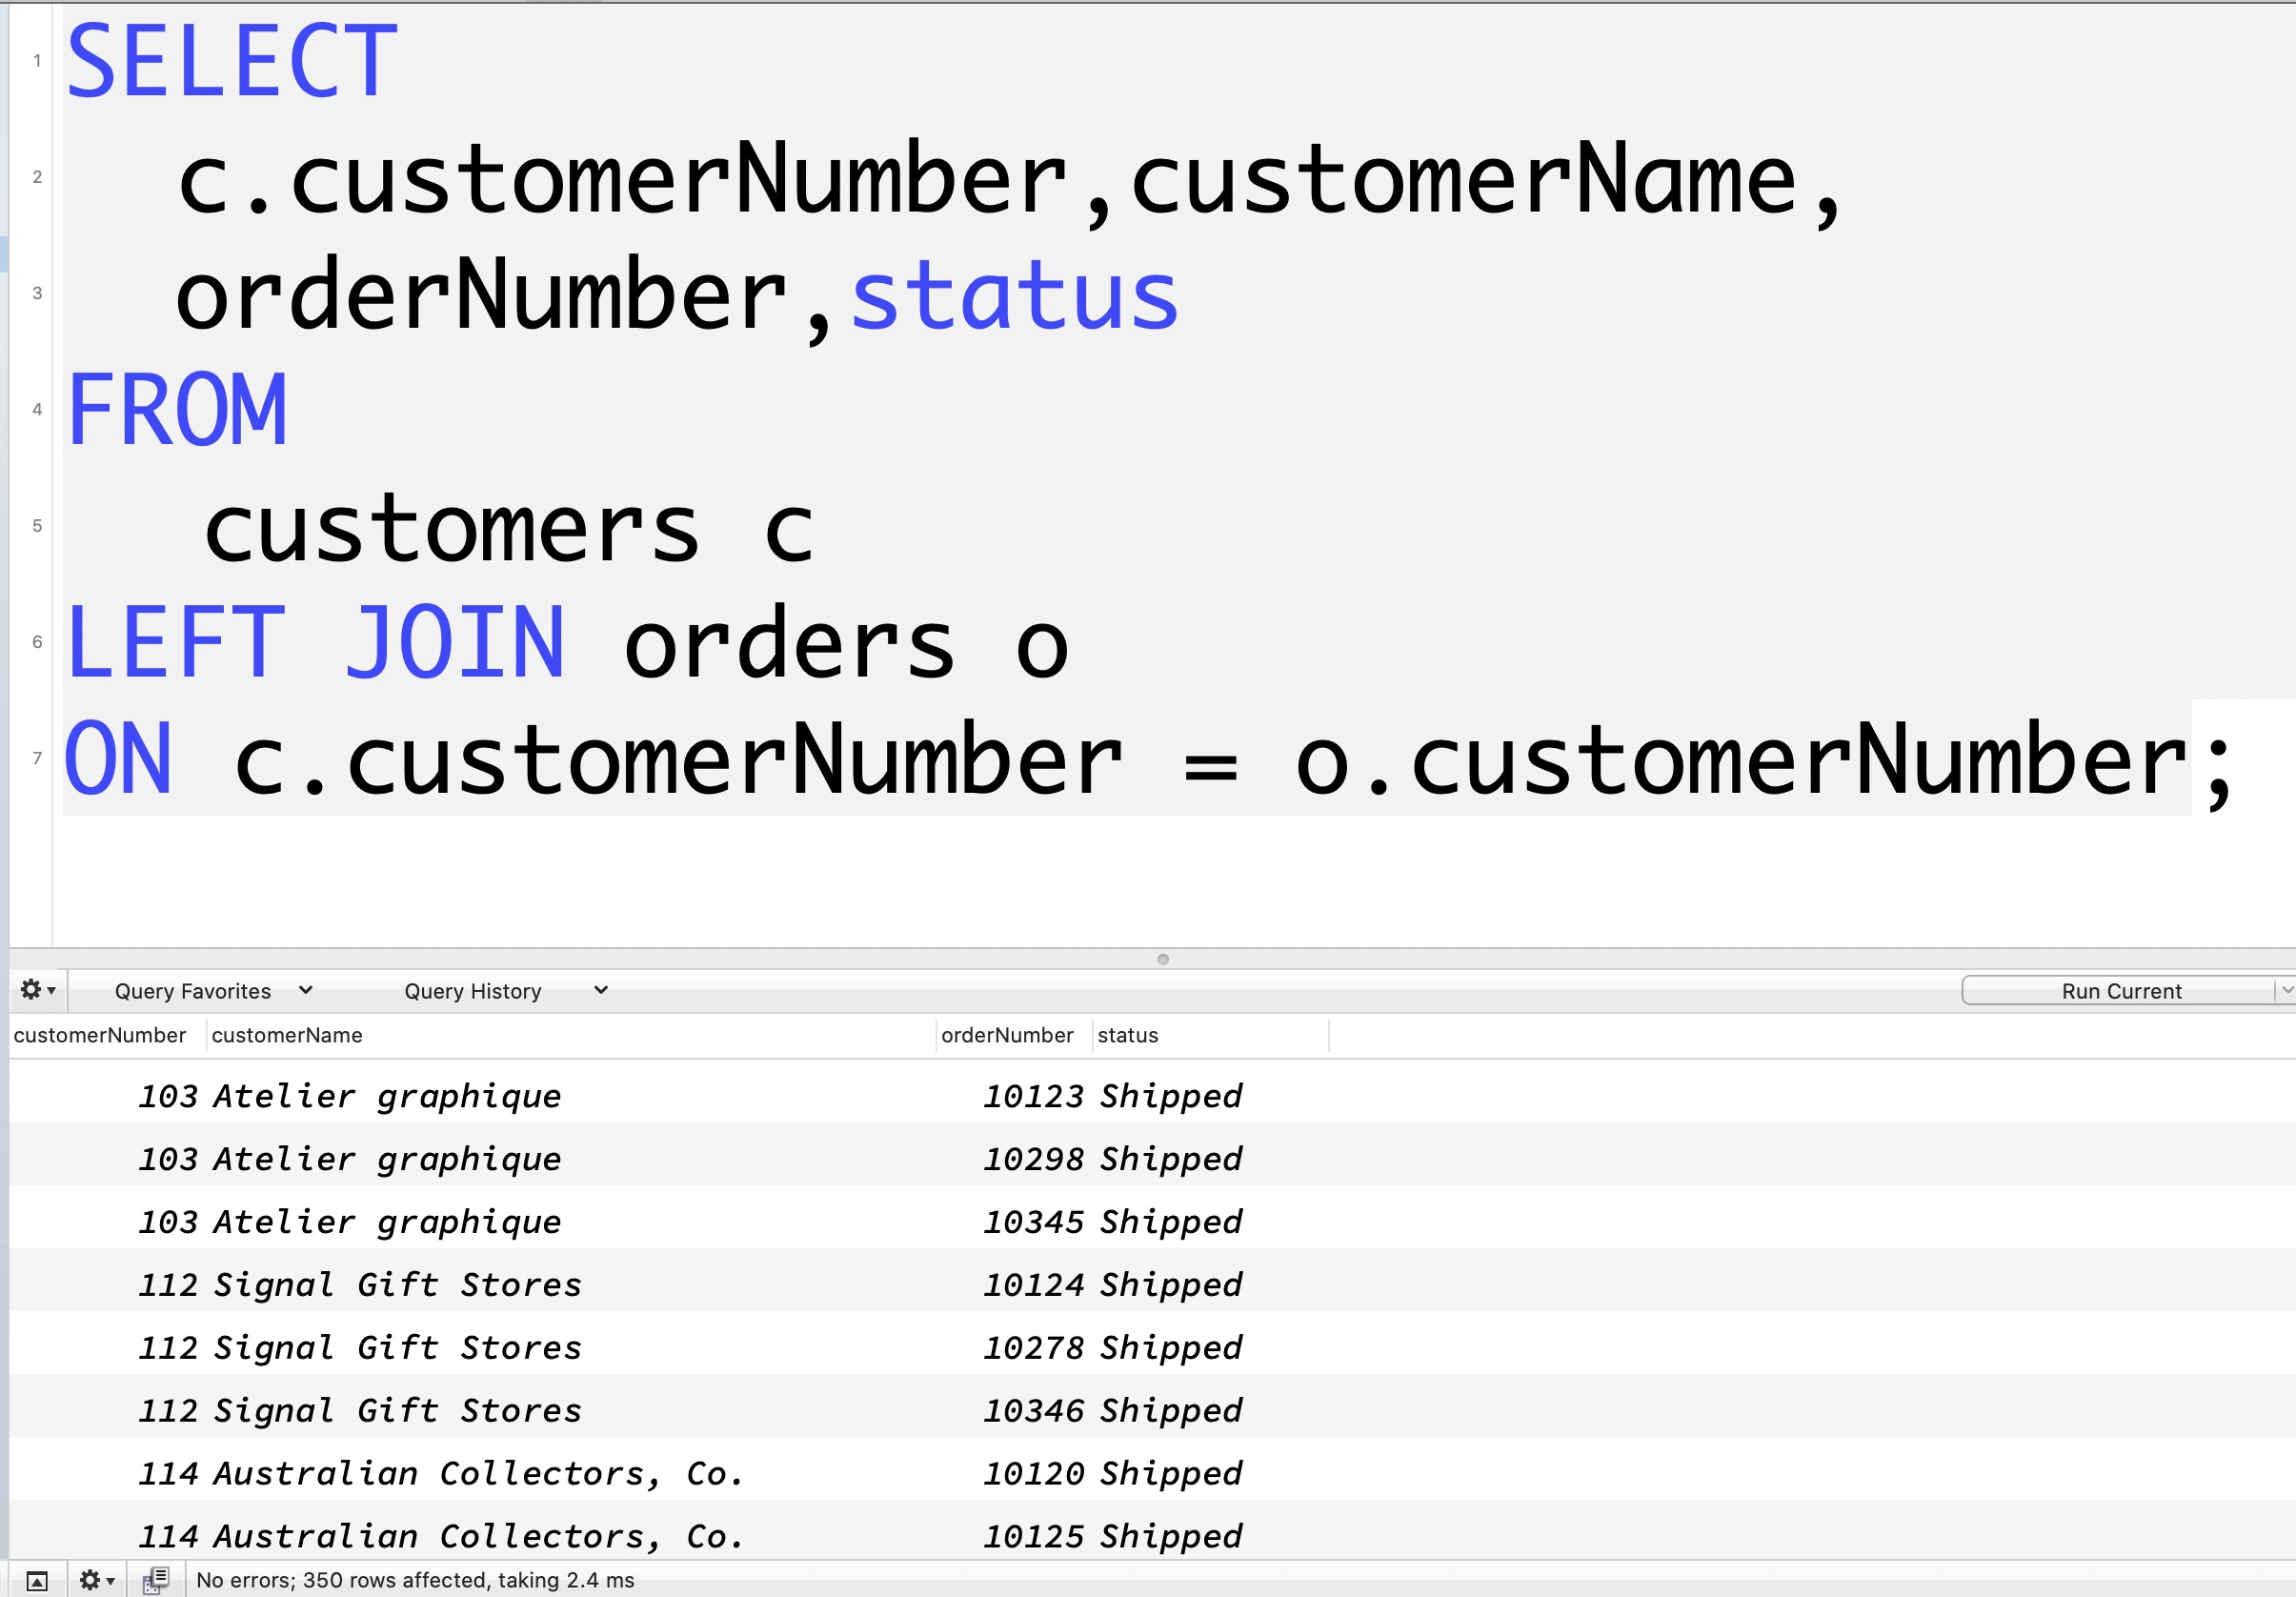 1 SELECT
2 c.customerNumber,customerName,
3 orderNumber,status
4 FROM
5 customers c
6 LEFT JOIN orders o
7 ON c.customerNumber = o.customerNumber;
Query Favorites Query History Run Current
customerNumber customerName orderNumber status
103 Atelier graphique 10123 Shipped
103 Atelier graphique 10298 Shipped
103 Atelier graphique 10345 Shipped
112 Signal Gift Stores 10124 Shipped
112 Signal Gift Stores 10278 Shipped
112 Signal Gift Stores 10346 Shipped
114 Australian Collectors, Co. 10120 Shipped
114 Australian Collectors, Co. 10125 Shipped
No errors; 350 rows affected, taking 2.4 ms